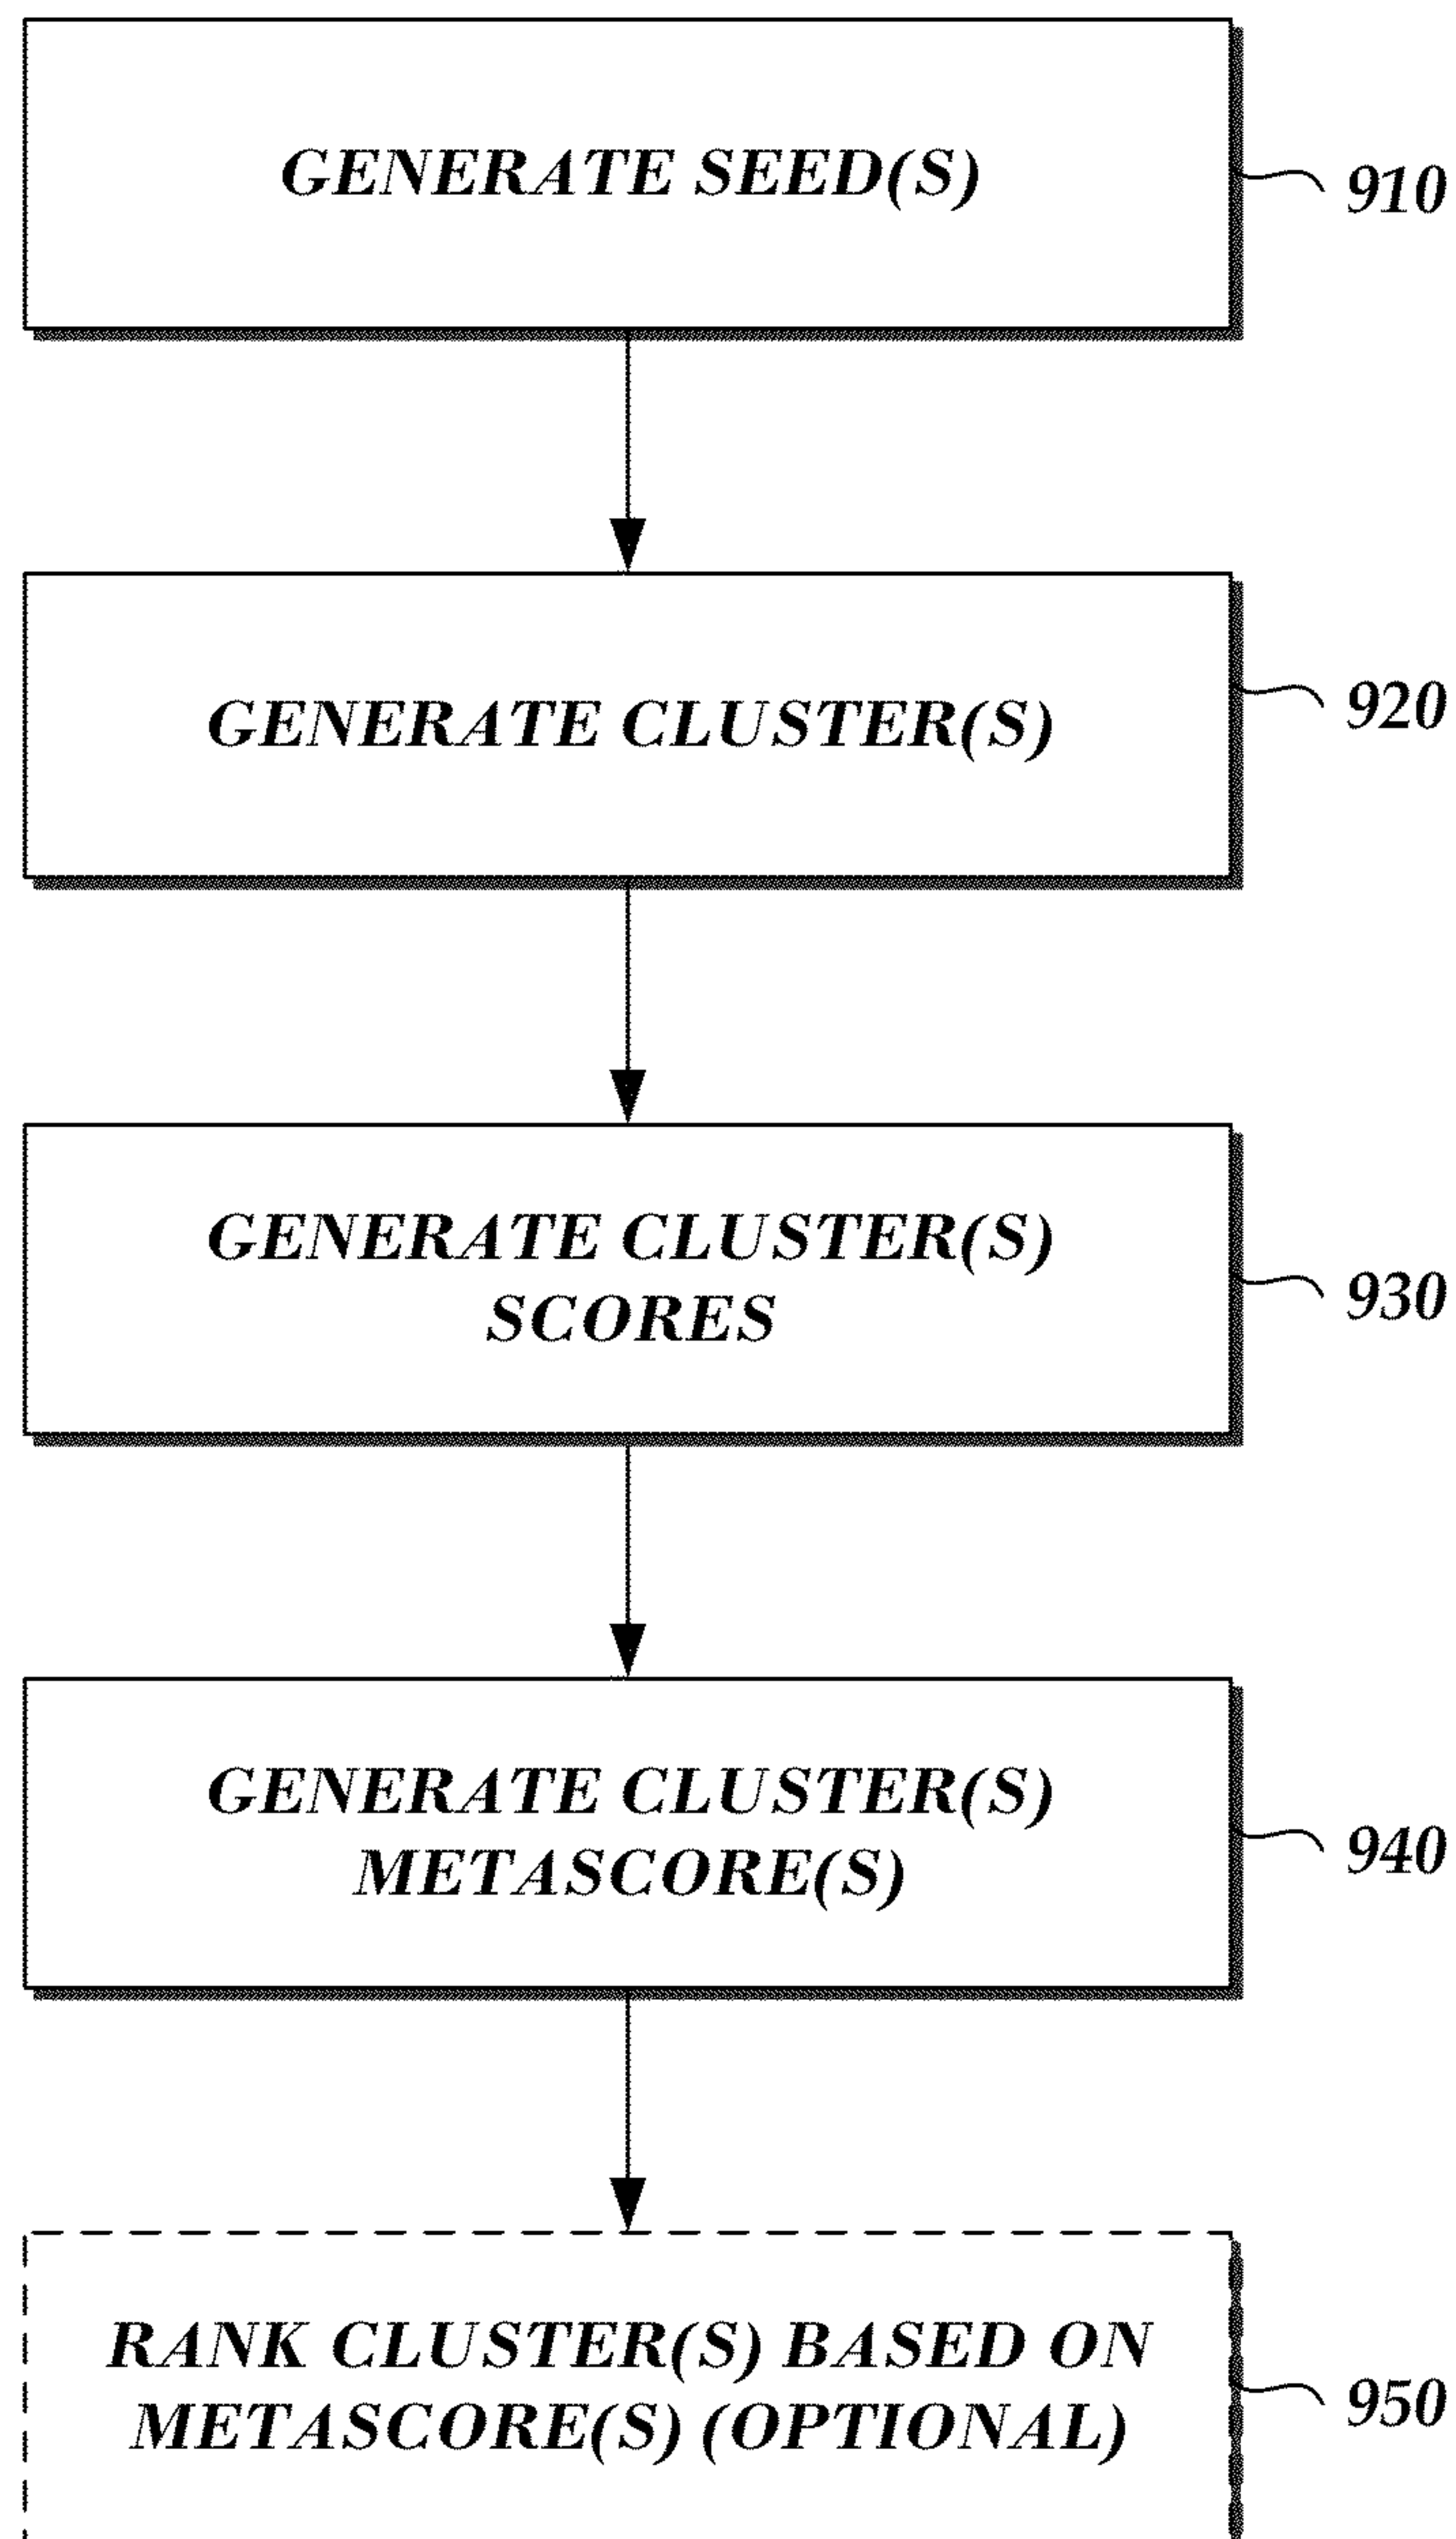 GENERATE SEED(S)
910
GENERATE CLUSTER(S)
920
GENERATE CLUSTER(S)
SCORES
930
GENERATE CLUSTER(S)
METASCORE(S)
940
RANK CLUSTER(S) BASED ON
METASCORE(S) (OPTIONAL)
950